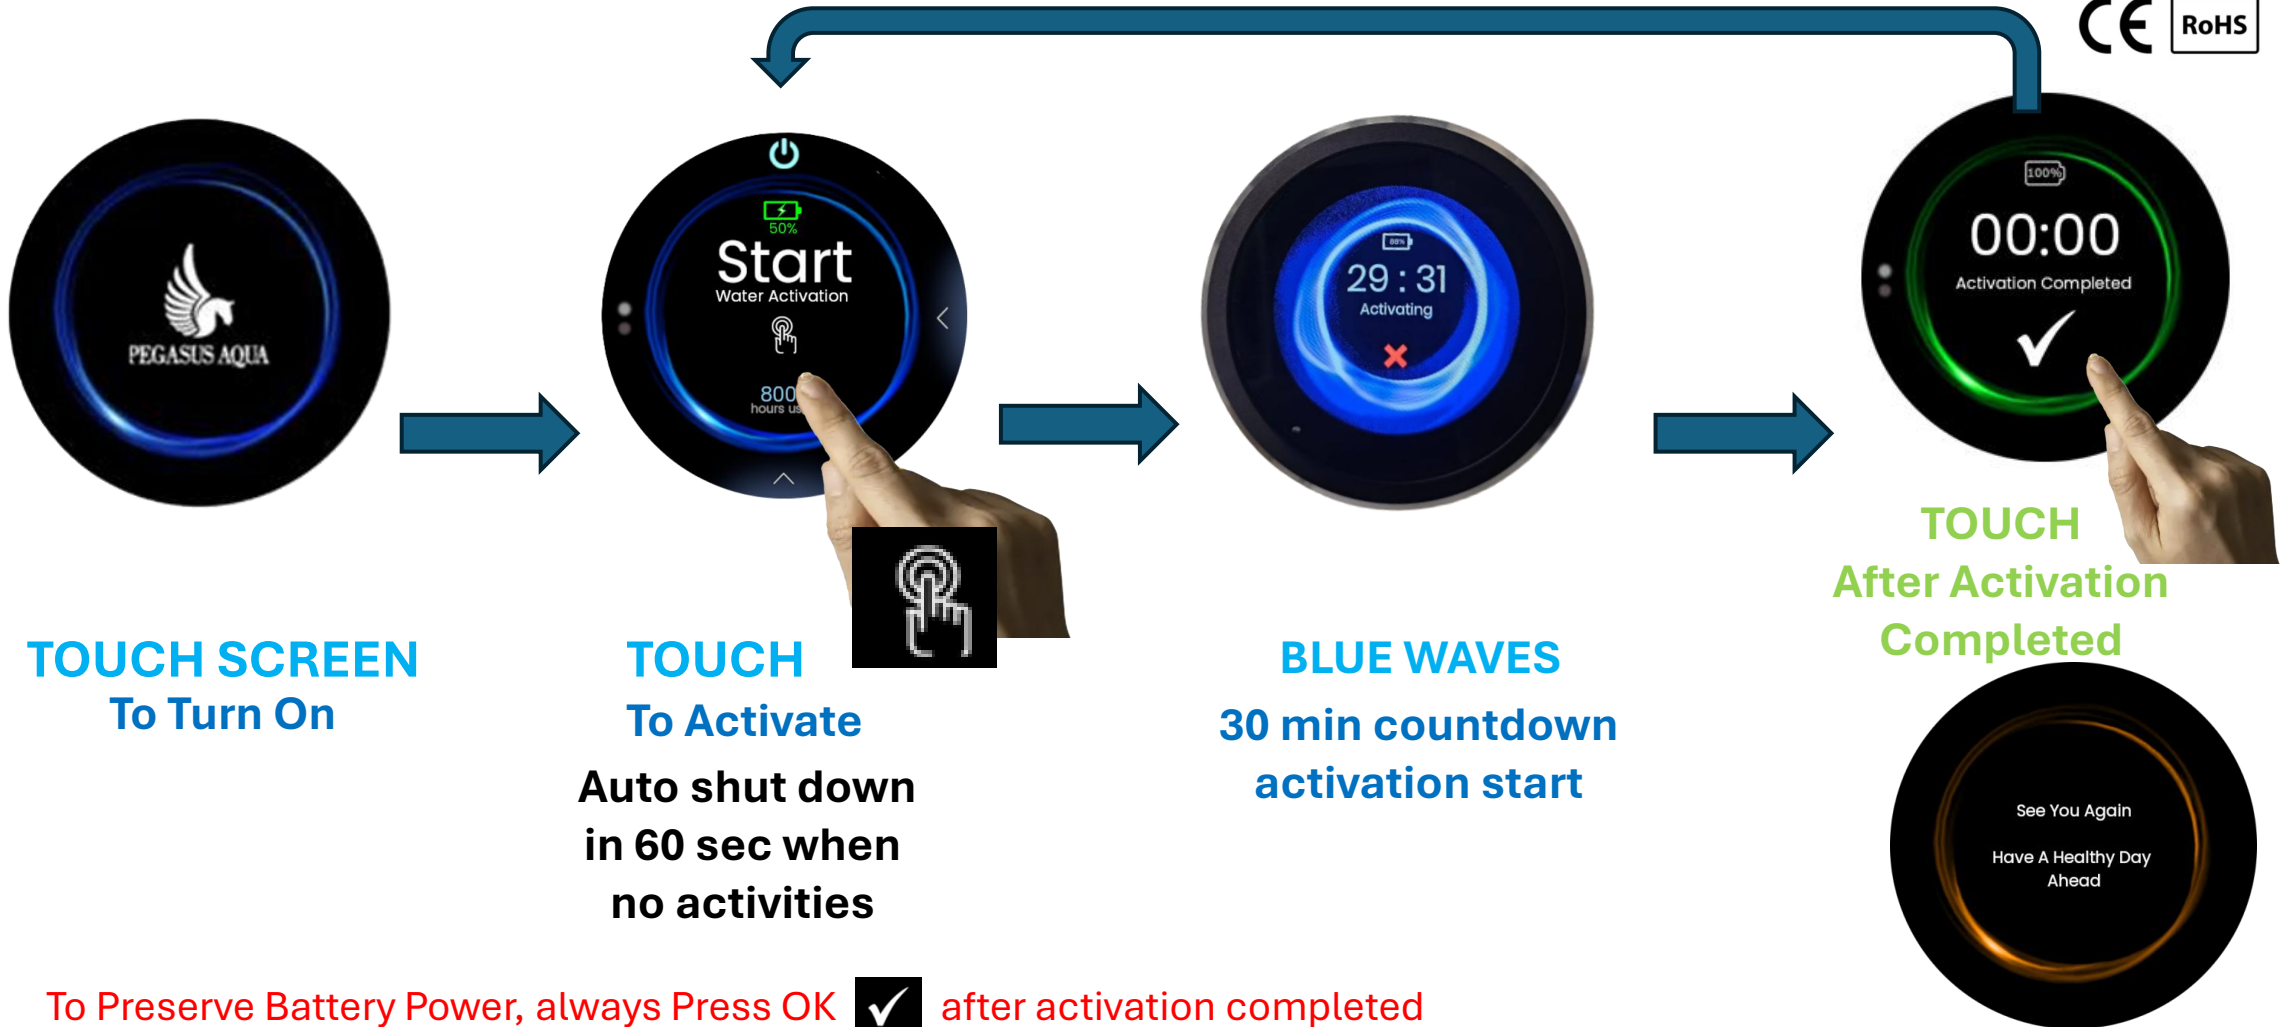 CE RoHS
PEGASUS AQUA
50%
Start
Water Activation
800
hours
29 : 31
Activating
100%
00:00
Activation Completed
TOUCH SCREEN
To Turn On
TOUCH
To Activate
Auto shut down
in 60 sec when
no activities
BLUE WAVES
30 min countdown
activation start
TOUCH
After Activation
Completed
See You Again
Have A Healthy Day
Ahead
To Preserve Battery Power, always Press OK after activation completed